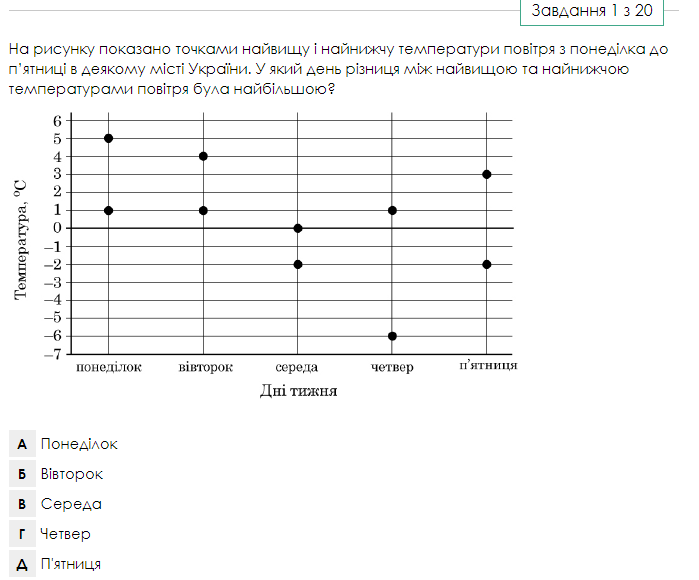 Завдання 1 з 20
На рисунку показано точками найвищу і найнижчу температури повітря з понеділка до
п’ятниці в деякому місті України. У який день різниця між найвищою та найнижчою
температурами повітря була найбільшою?
Температура, °C
6
5
4
3
2
1
0
–1
–2
–3
–4
–5
–6
–7
понеділок вівторок середа четвер п’ятниця
Дні тижня
А Понеділок
Б Вівторок
В Середа
Г Четвер
Д П'ятниця